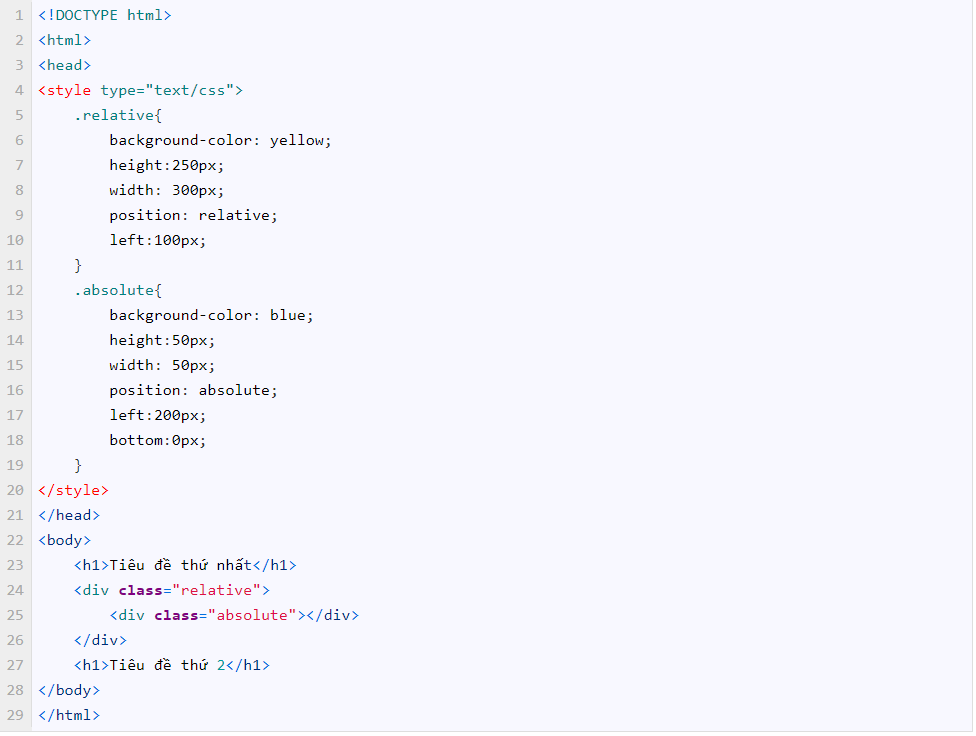 1 <!DOCTYPE html>
2 <html>
3 <head>
4 <style type="text/css">
5     .relative{
6         background-color: yellow;
7         height:250px;
8         width: 300px;
9         position: relative;
10         left:100px;
11     }
12     .absolute{
13         background-color: blue;
14         height:50px;
15         width: 50px;
16         position: absolute;
17         left:200px;
18         bottom:0px;
19     }
20 </style>
21 </head>
22 <body>
23     <h1>Tiêu đề thứ nhất</h1>
24     <div class="relative">
25         <div class="absolute"></div>
26     </div>
27     <h1>Tiêu đề thứ 2</h1>
28 </body>
29 </html>